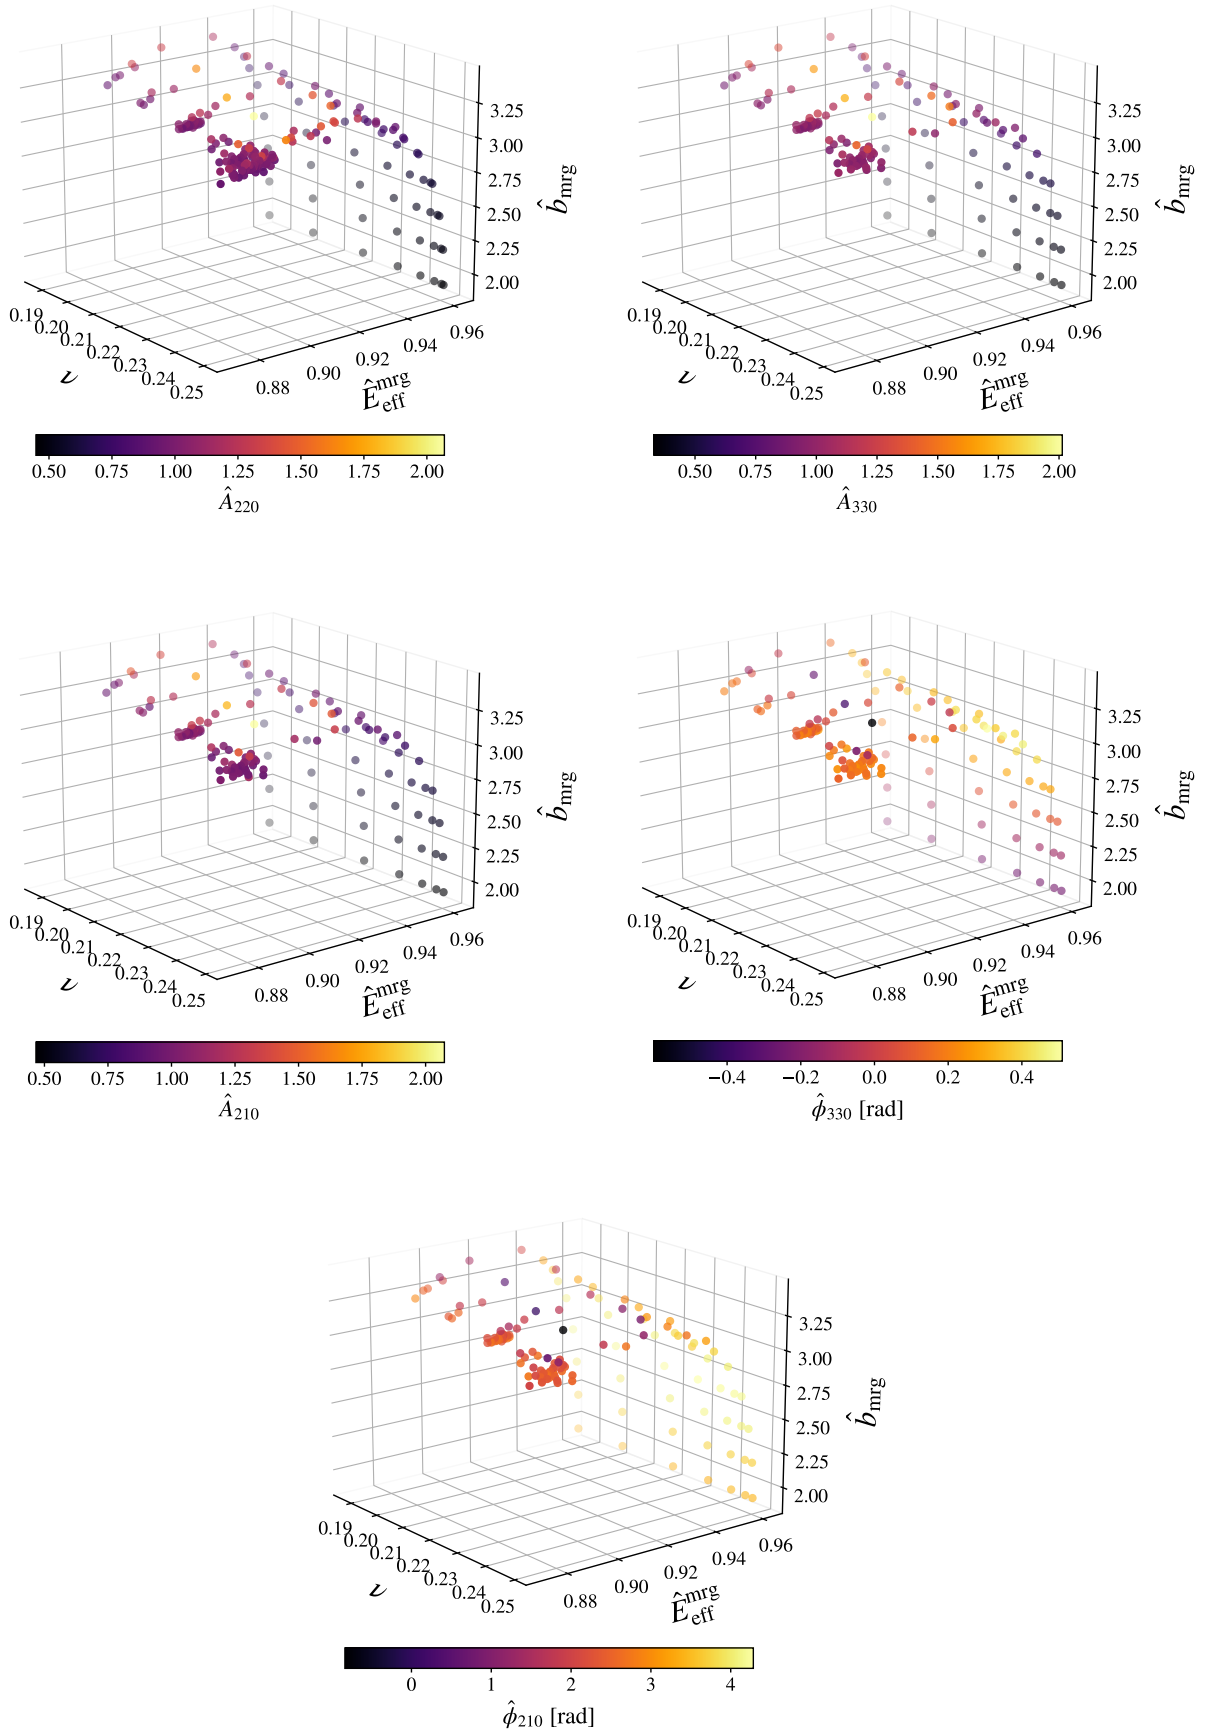 3.25 3.25
3.00 3.00
2.75 2.75
2.50 2.50
2.25 2.25
2.00 2.00
b̂mrg b̂mrg
0.19 0.20 0.21 0.22 0.23 0.24 0.25 0.19 0.20 0.21 0.22 0.23 0.24 0.25
ν ν
0.88 0.90 0.92 0.94 0.96 0.88 0.90 0.92 0.94 0.96
Ê_eff^mrg Ê_eff^mrg
0.50 0.75 1.00 1.25 1.50 1.75 2.00 0.50 0.75 1.00 1.25 1.50 1.75 2.00
Â220 Â330
3.25 3.25
3.00 3.00
2.75 2.75
2.50 2.50
2.25 2.25
2.00 2.00
b̂mrg b̂mrg
0.19 0.20 0.21 0.22 0.23 0.24 0.25 0.19 0.20 0.21 0.22 0.23 0.24 0.25
ν ν
0.88 0.90 0.92 0.94 0.96 0.88 0.90 0.92 0.94 0.96
Ê_eff^mrg Ê_eff^mrg
0.50 0.75 1.00 1.25 1.50 1.75 2.00 −0.4 −0.2 0.0 0.2 0.4
Â210 ϕ̂330 [rad]
3.25
3.00
2.75
2.50
2.25
2.00
b̂mrg
0.19 0.20 0.21 0.22 0.23 0.24 0.25
ν
0.88 0.90 0.92 0.94 0.96
Ê_eff^mrg
0 1 2 3 4
ϕ̂210 [rad]